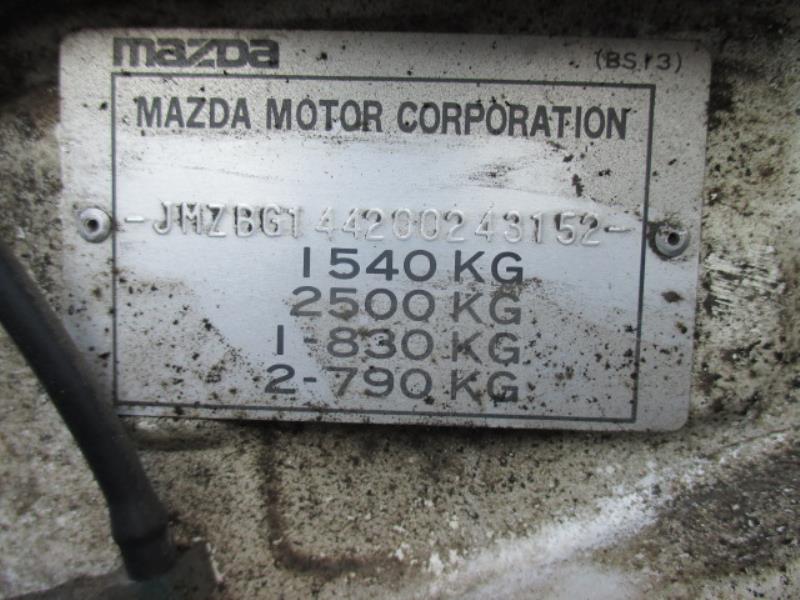 mazda
(BS13)
MAZDA MOTOR CORPORATION
-JMZBG144200243152-
1540 KG
2500 KG
1-830 KG
2-790 KG